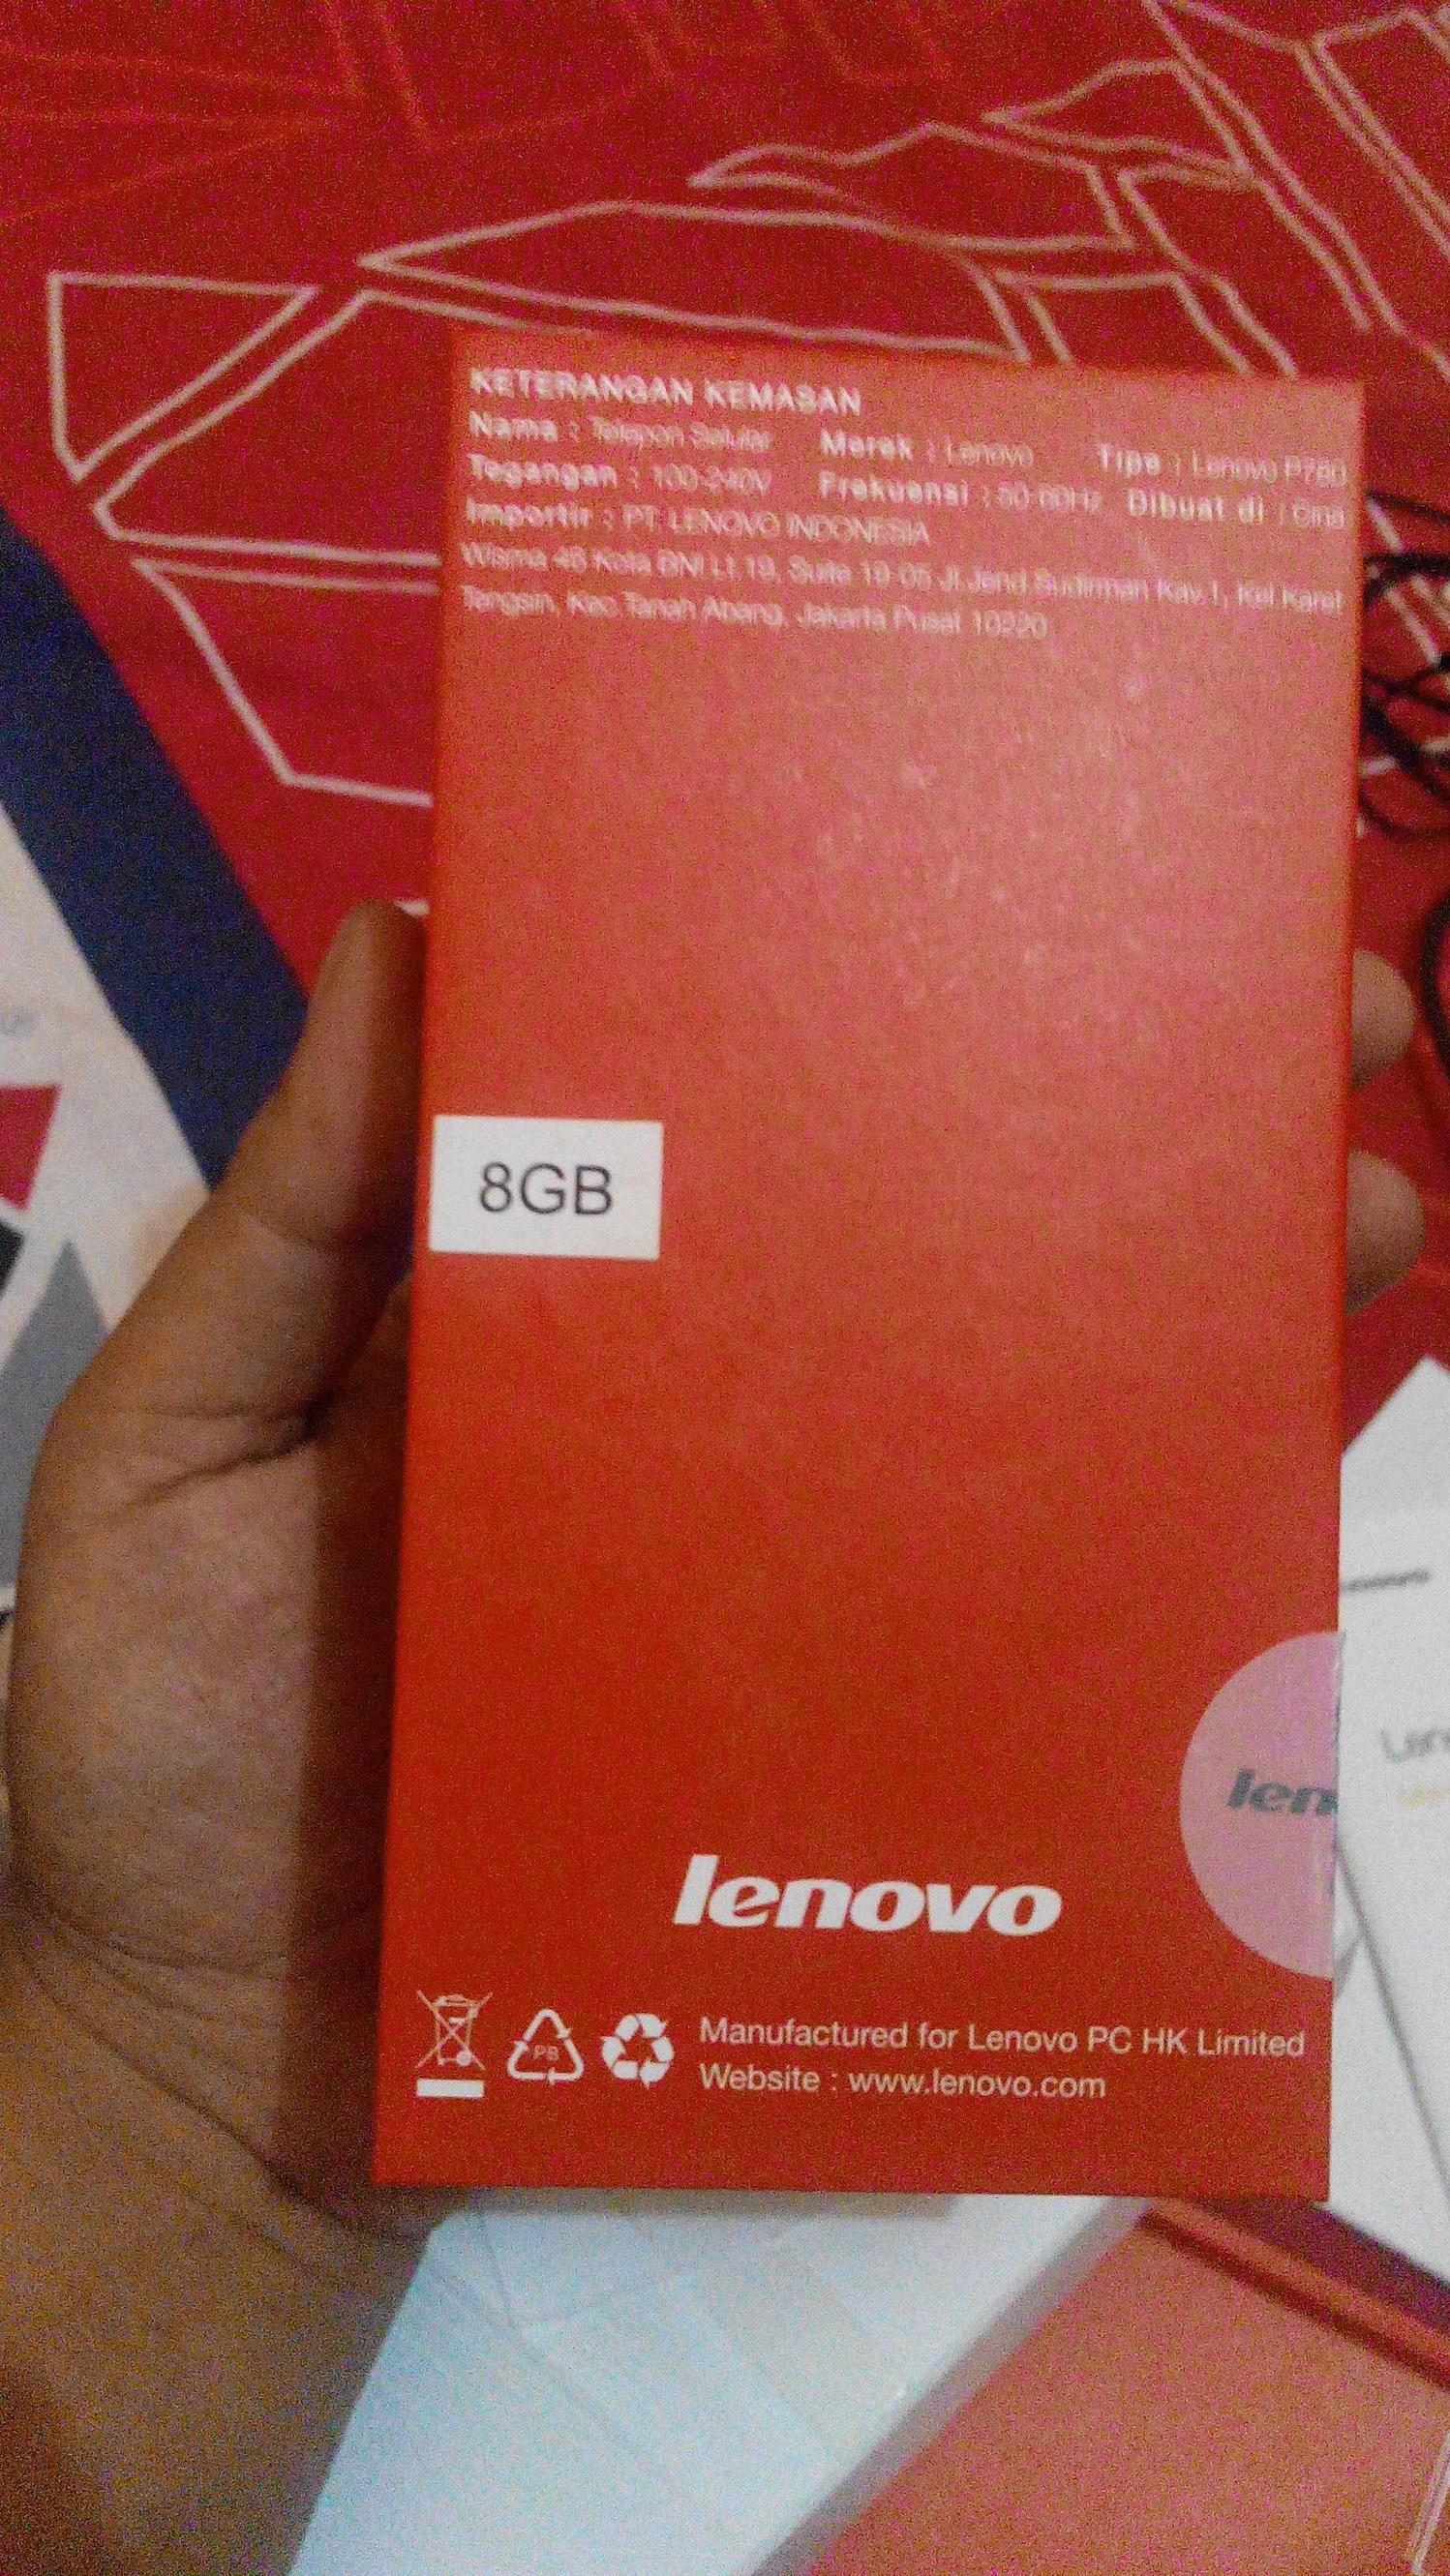 KETERANGAN KEMASAN
Nama : Telepon Selular Merek : Lenovo Tipe : Lenovo P780
Tegangan : 100-240V Frekuensi : 50-60Hz Dibuat di : Cina
Importir : PT. LENOVO INDONESIA
Wisma 46 Kota BNI Lt.19, Suite 19-05 Jl.Jend Sudirman Kav.1, Kel.Karet
Tengsin, Kec.Tanah Abang, Jakarta Pusat 10220
8GB
len
lenovo
PB
Manufactured for Lenovo PC HK Limited
Website : www.lenovo.com